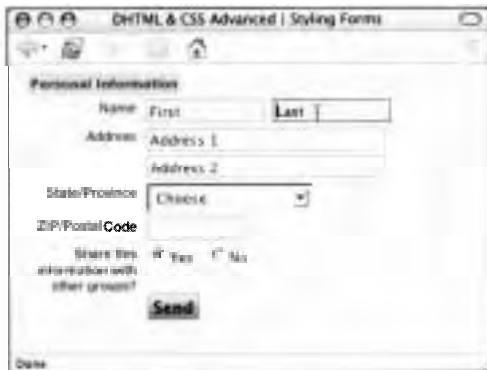 DHTML & CSS Advanced | Styling Forms
Personal Information
Name First Last
Address Address 1
Address 2
State/Province Choose
ZIP/Postal Code
Share this Yes No
information with
other groups?
Send
Done